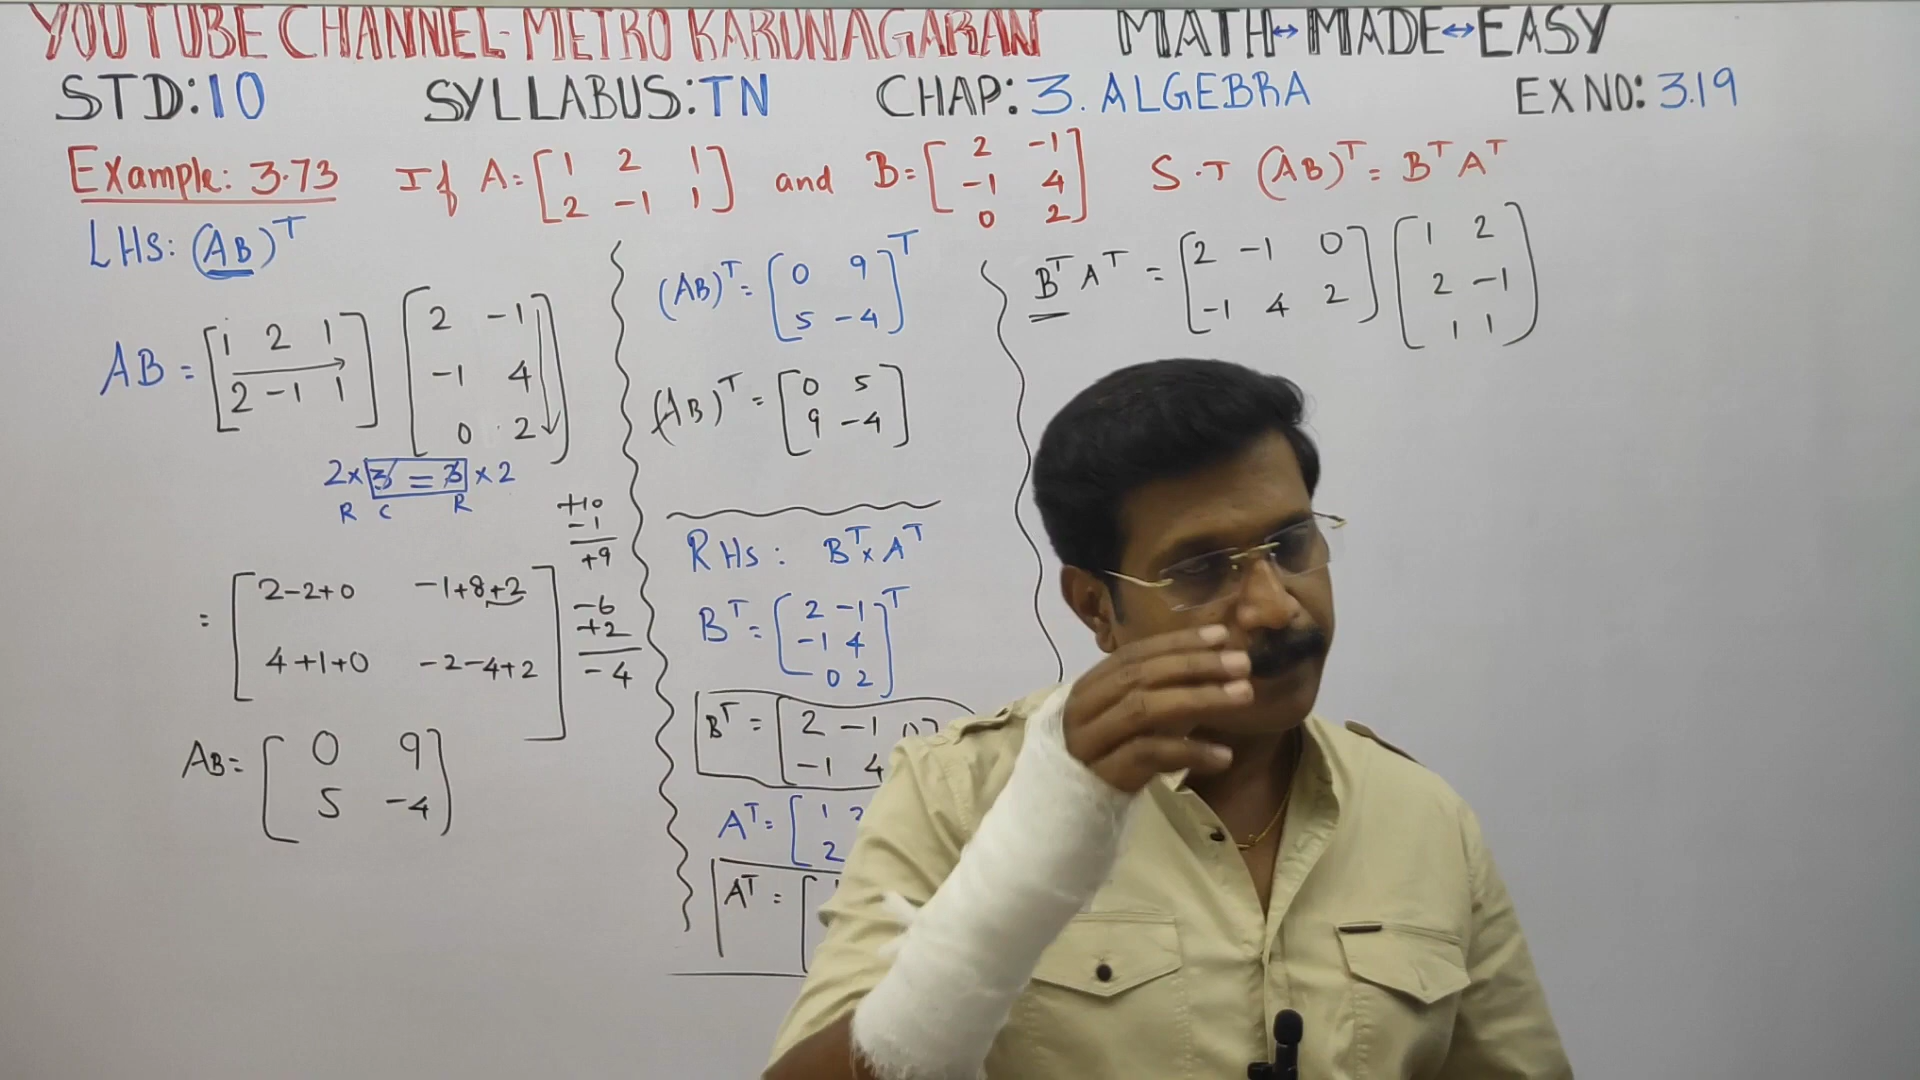 YOUTUBE CHANNEL-METRO KARUNAGARAN MATH↔MADE↔EASY
STD:10 SYLLABUS:TN CHAP: 3. ALGEBRA EX NO: 3.19
Example: 3.73 If A = [1 2 1
2 -1 1] and B = [2 -1
-1 4
0 2] S.T (AB)ᵀ = Bᵀ Aᵀ
LHS: (AB)ᵀ
AB = [1 2 1
2 -1 1] [2 -1
-1 4
0 2]
2×3 = 3×2
R C R
= [2-2+0 -1+8+2
4+1+0 -2-4+2]
+10
-1
+9
-6
+2
-4
AB = [0 9
5 -4]
(AB)ᵀ = [0 9
5 -4]ᵀ
(AB)ᵀ = [0 5
9 -4]
RHS: Bᵀ×Aᵀ
Bᵀ = [2 -1
-1 4
0 2]ᵀ
Bᵀ = [2 -1 0
-1 4
Aᵀ = [1 2
2
Aᵀ = [
BᵀAᵀ = [2 -1 0
-1 4 2] [1 2
2 -1
1 1]